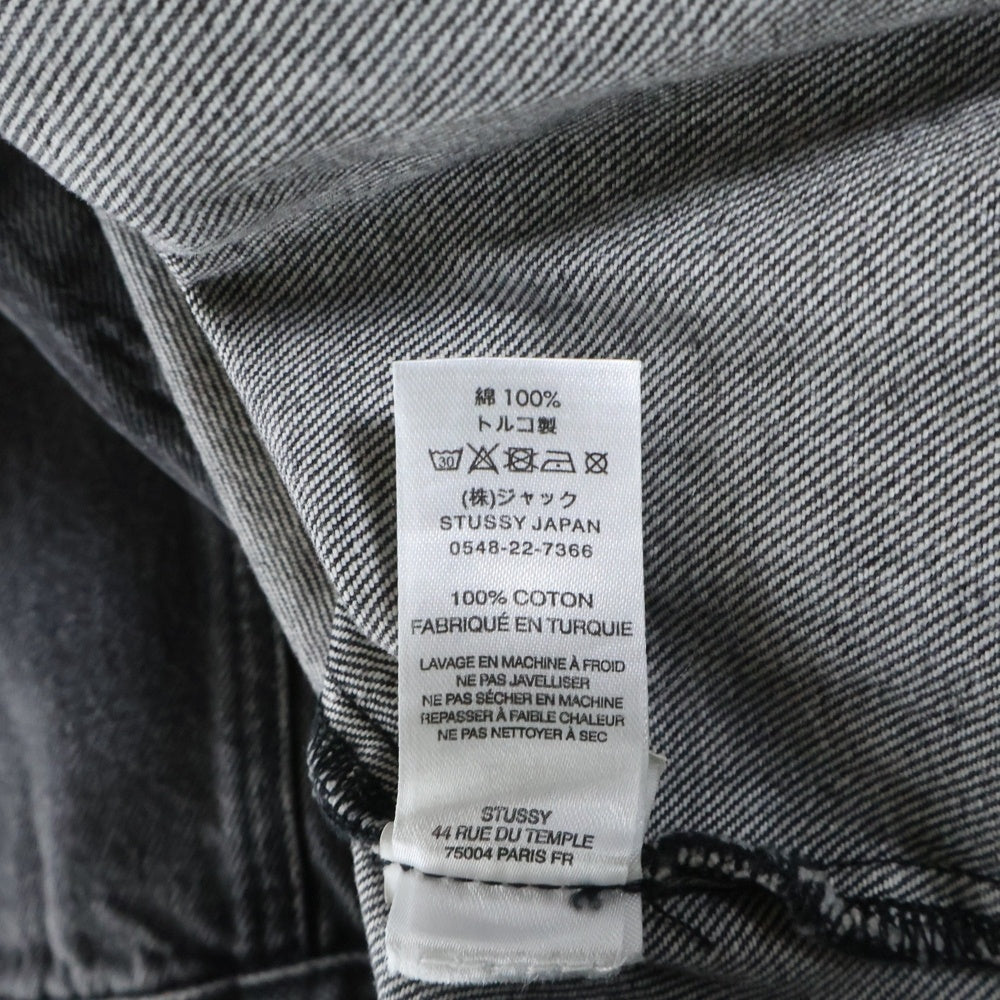 綿 100%
トルコ製
30
(株)ジャック
STUSSY JAPAN
0548-22-7366
100% COTON
FABRIQUÉ EN TURQUIE
LAVAGE EN MACHINE À FROID
NE PAS JAVELLISER
NE PAS SÉCHER EN MACHINE
REPASSER À FAIBLE CHALEUR
NE PAS NETTOYER À SEC
STUSSY
44 RUE DU TEMPLE
75004 PARIS FR